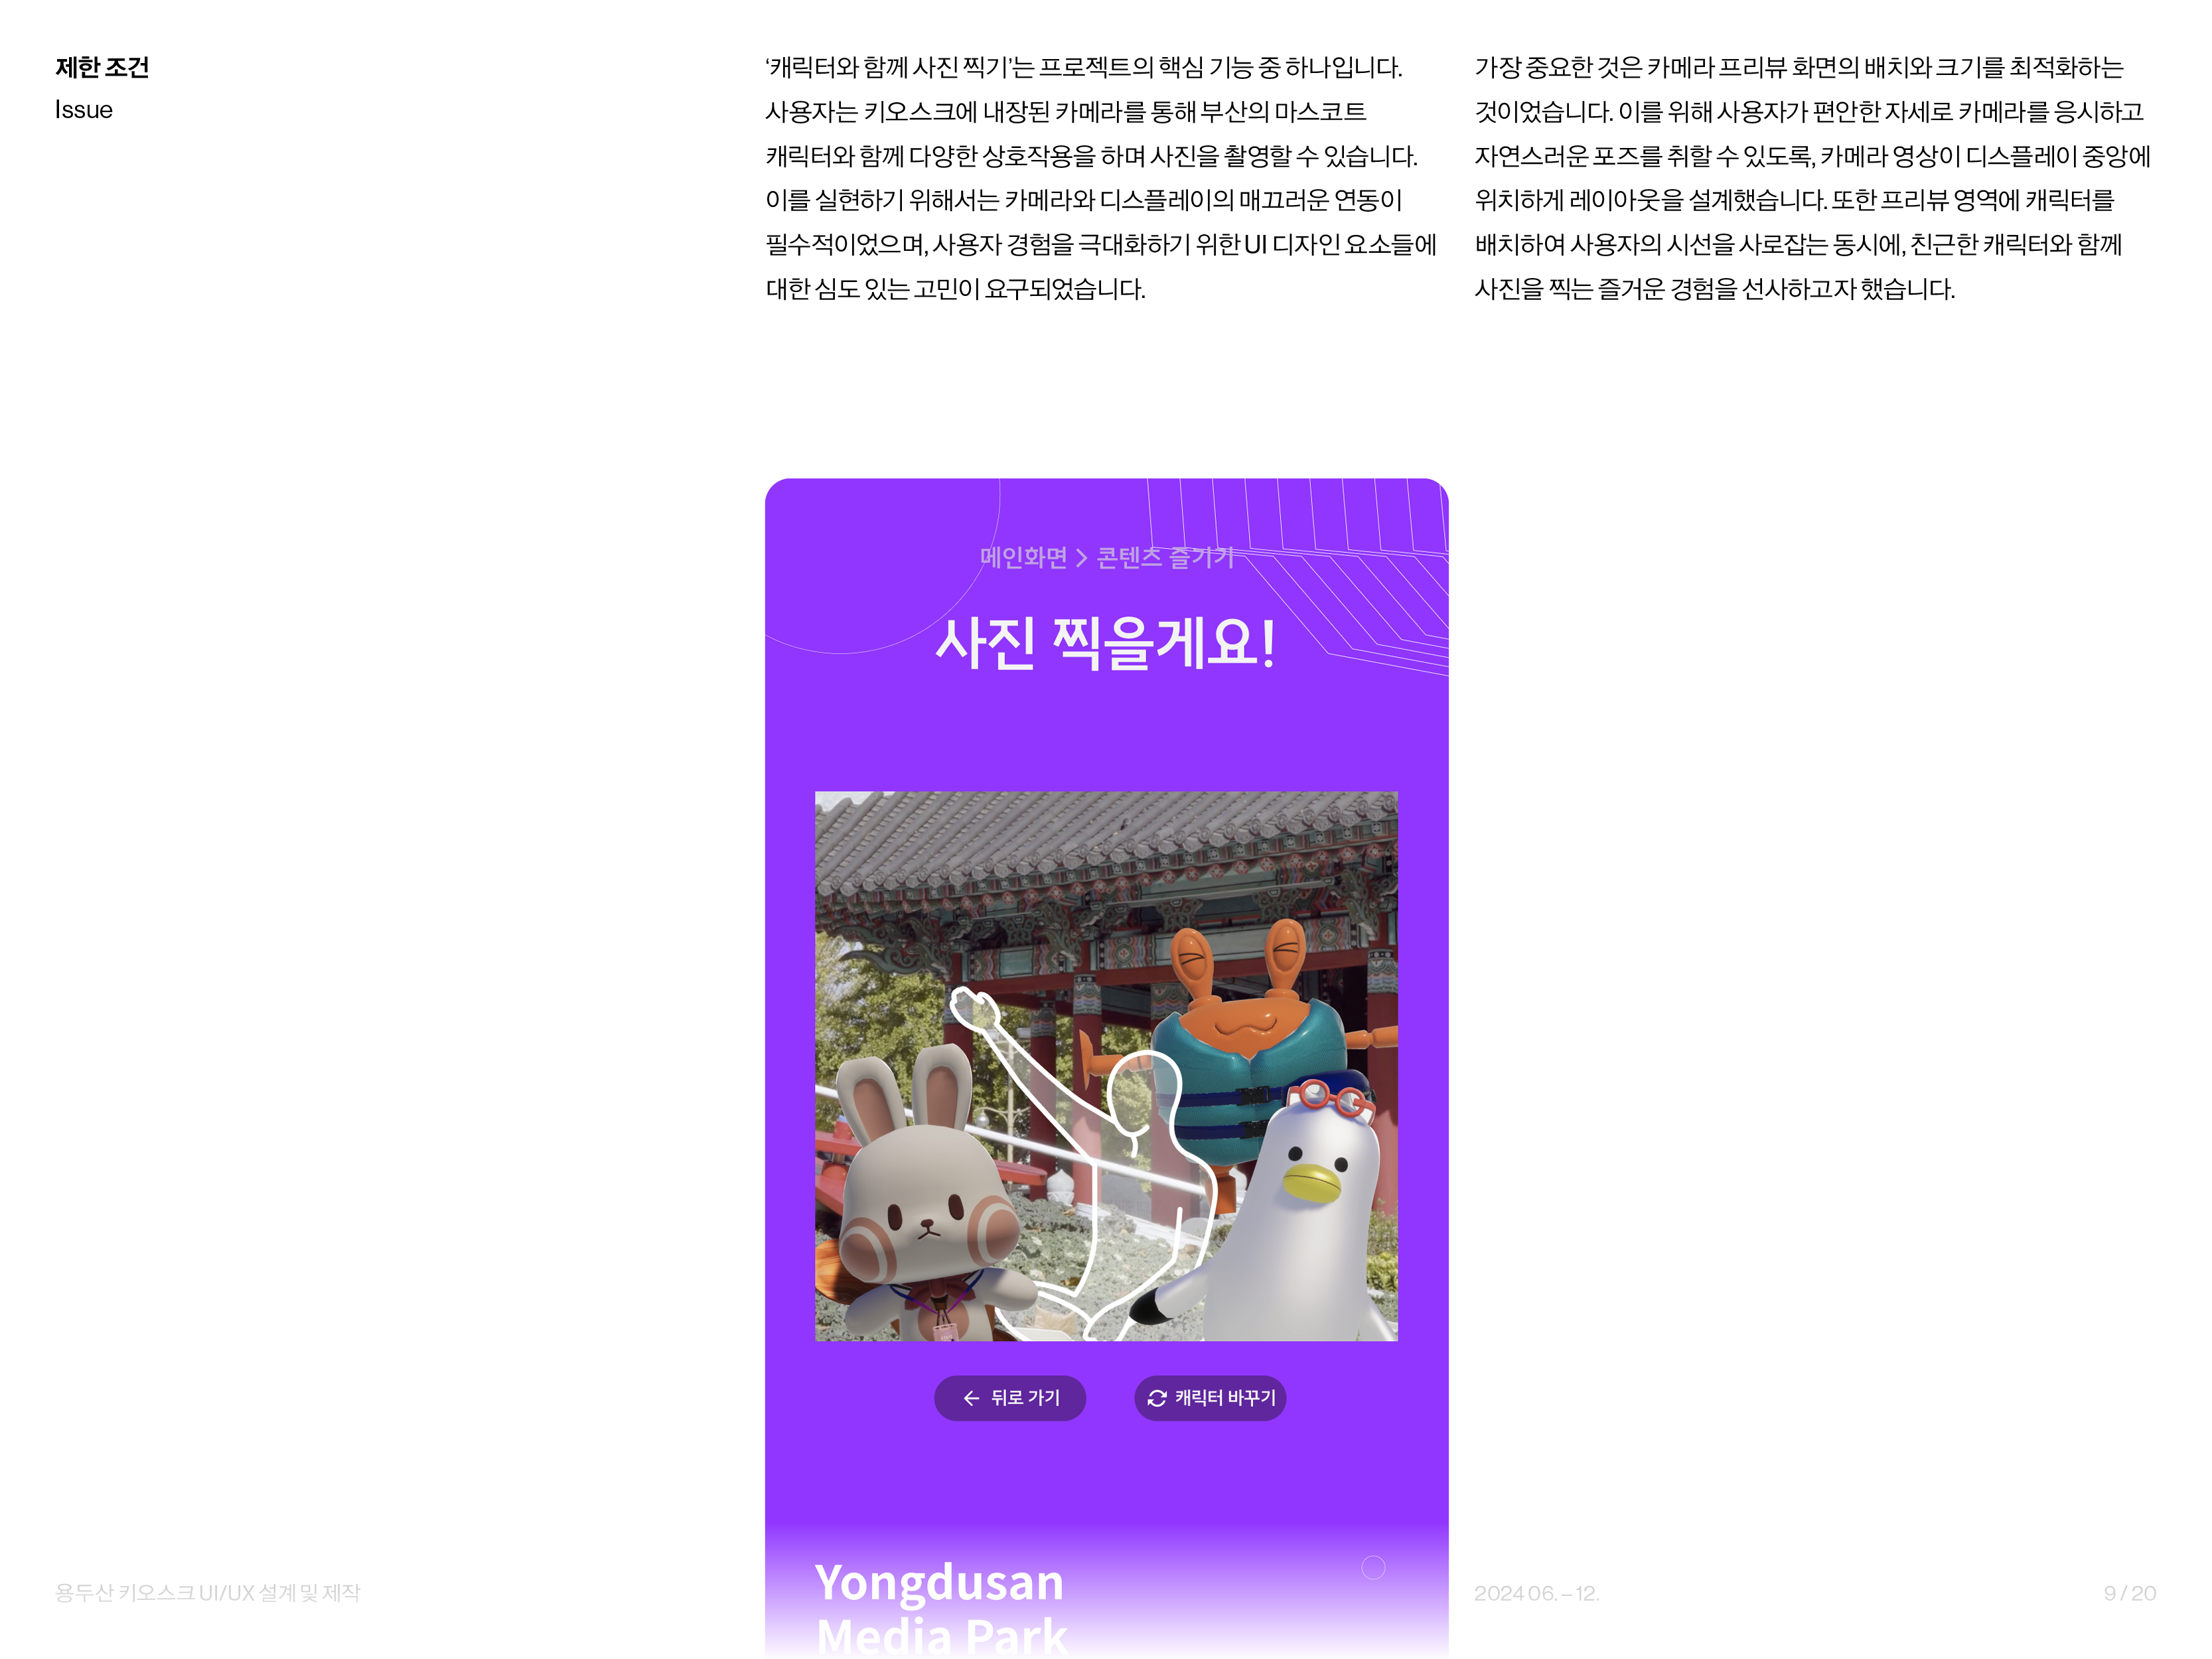 제한 조건
Issue
‘캐릭터와 함께 사진 찍기’는 프로젝트의 핵심 기능 중 하나입니다.
사용자는 키오스크에 내장된 카메라를 통해 부산의 마스코트
캐릭터와 함께 다양한 상호작용을 하며 사진을 촬영할 수 있습니다.
이를 실현하기 위해서는 카메라와 디스플레이의 매끄러운 연동이
필수적이었으며, 사용자 경험을 극대화하기 위한 UI 디자인 요소들에
대한 심도 있는 고민이 요구되었습니다.
가장 중요한 것은 카메라 프리뷰 화면의 배치와 크기를 최적화하는
것이었습니다. 이를 위해 사용자가 편안한 자세로 카메라를 응시하고
자연스러운 포즈를 취할 수 있도록, 카메라 영상이 디스플레이 중앙에
위치하게 레이아웃을 설계했습니다. 또한 프리뷰 영역에 캐릭터를
배치하여 사용자의 시선을 사로잡는 동시에, 친근한 캐릭터와 함께
사진을 찍는 즐거운 경험을 선사하고자 했습니다.
메인화면 > 콘텐츠 즐기기
사진 찍을게요!
뒤로 가기
캐릭터 바꾸기
Yongdusan
Media Park
용두산 키오스크 UI/UX 설계 및 제작
2024 06. – 12.
9 / 20